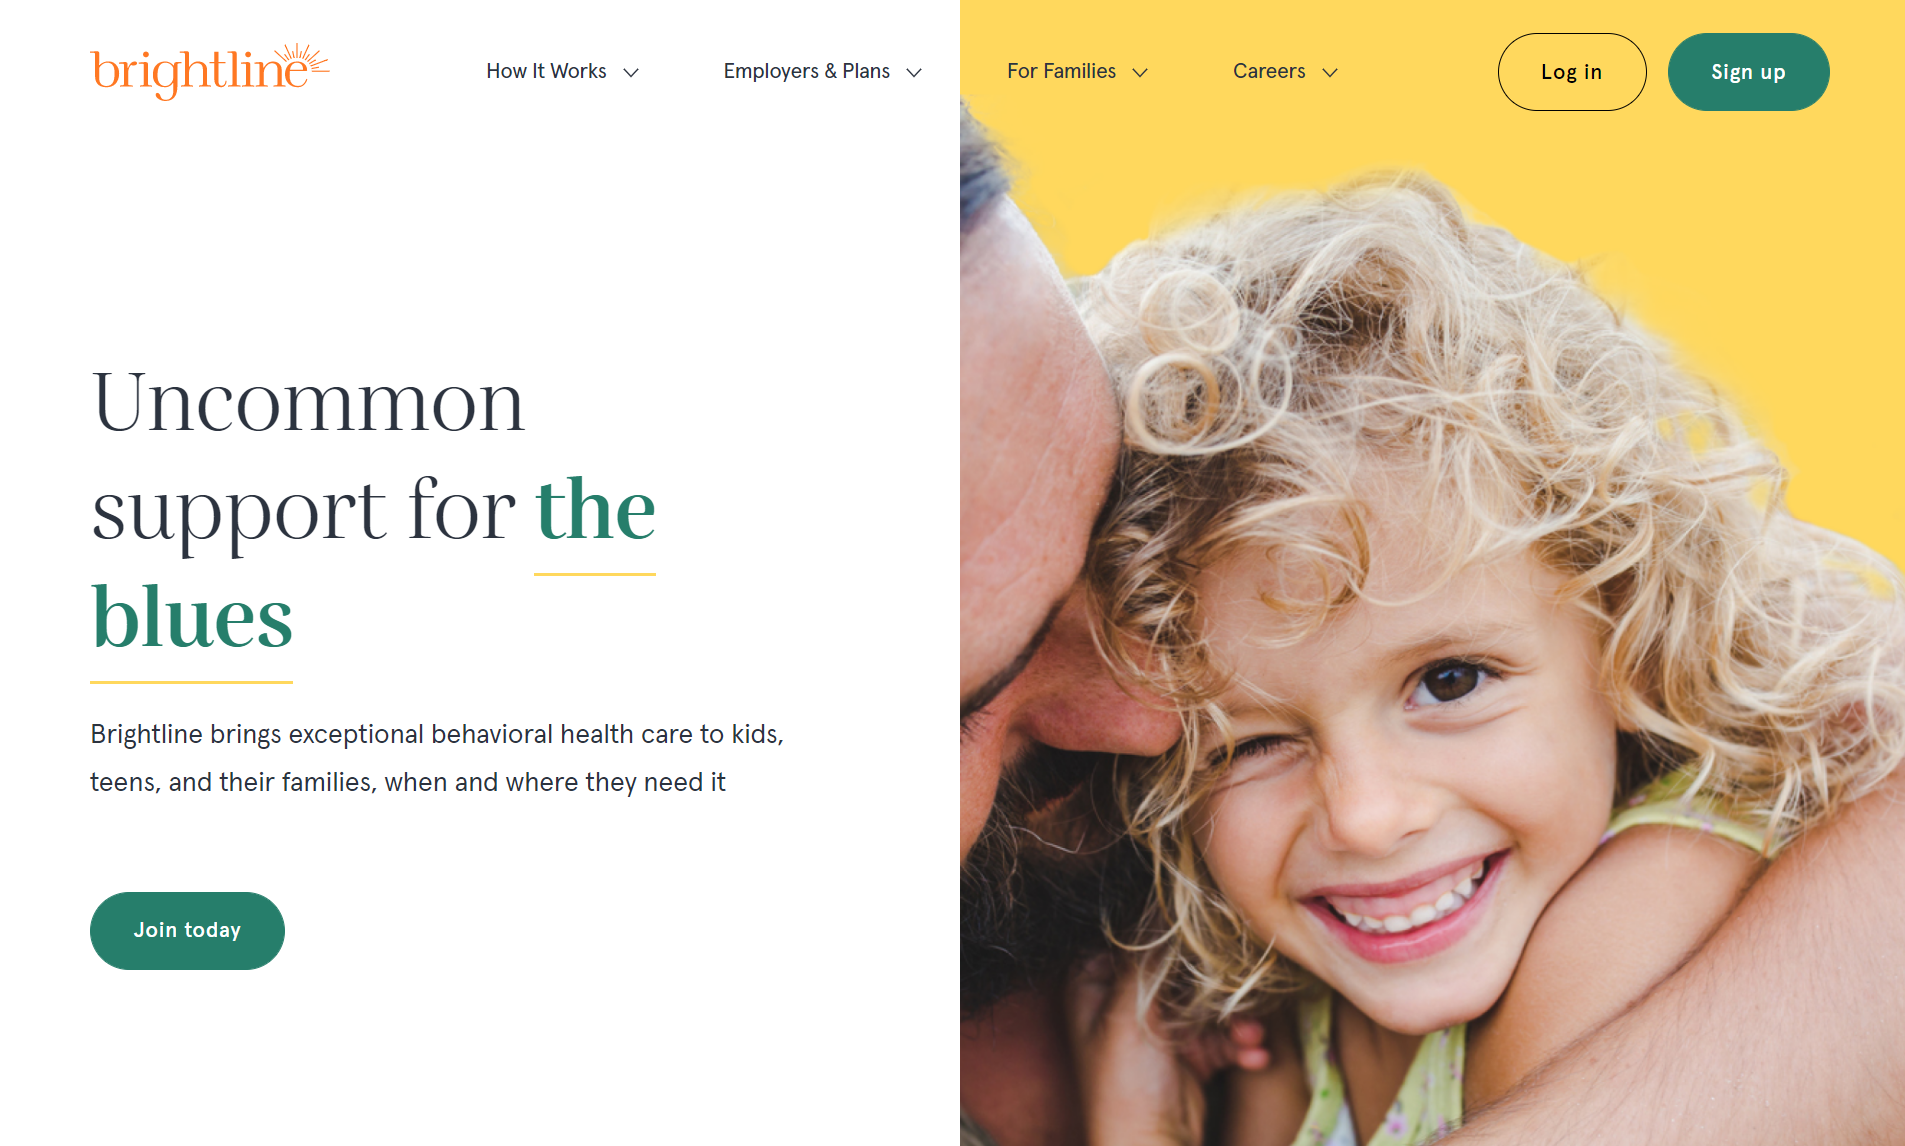 brightline
How It Works
Employers & Plans
For Families
Careers
Log in
Sign up
Uncommon
support for the
blues
Brightline brings exceptional behavioral health care to kids,
teens, and their families, when and where they need it
Join today